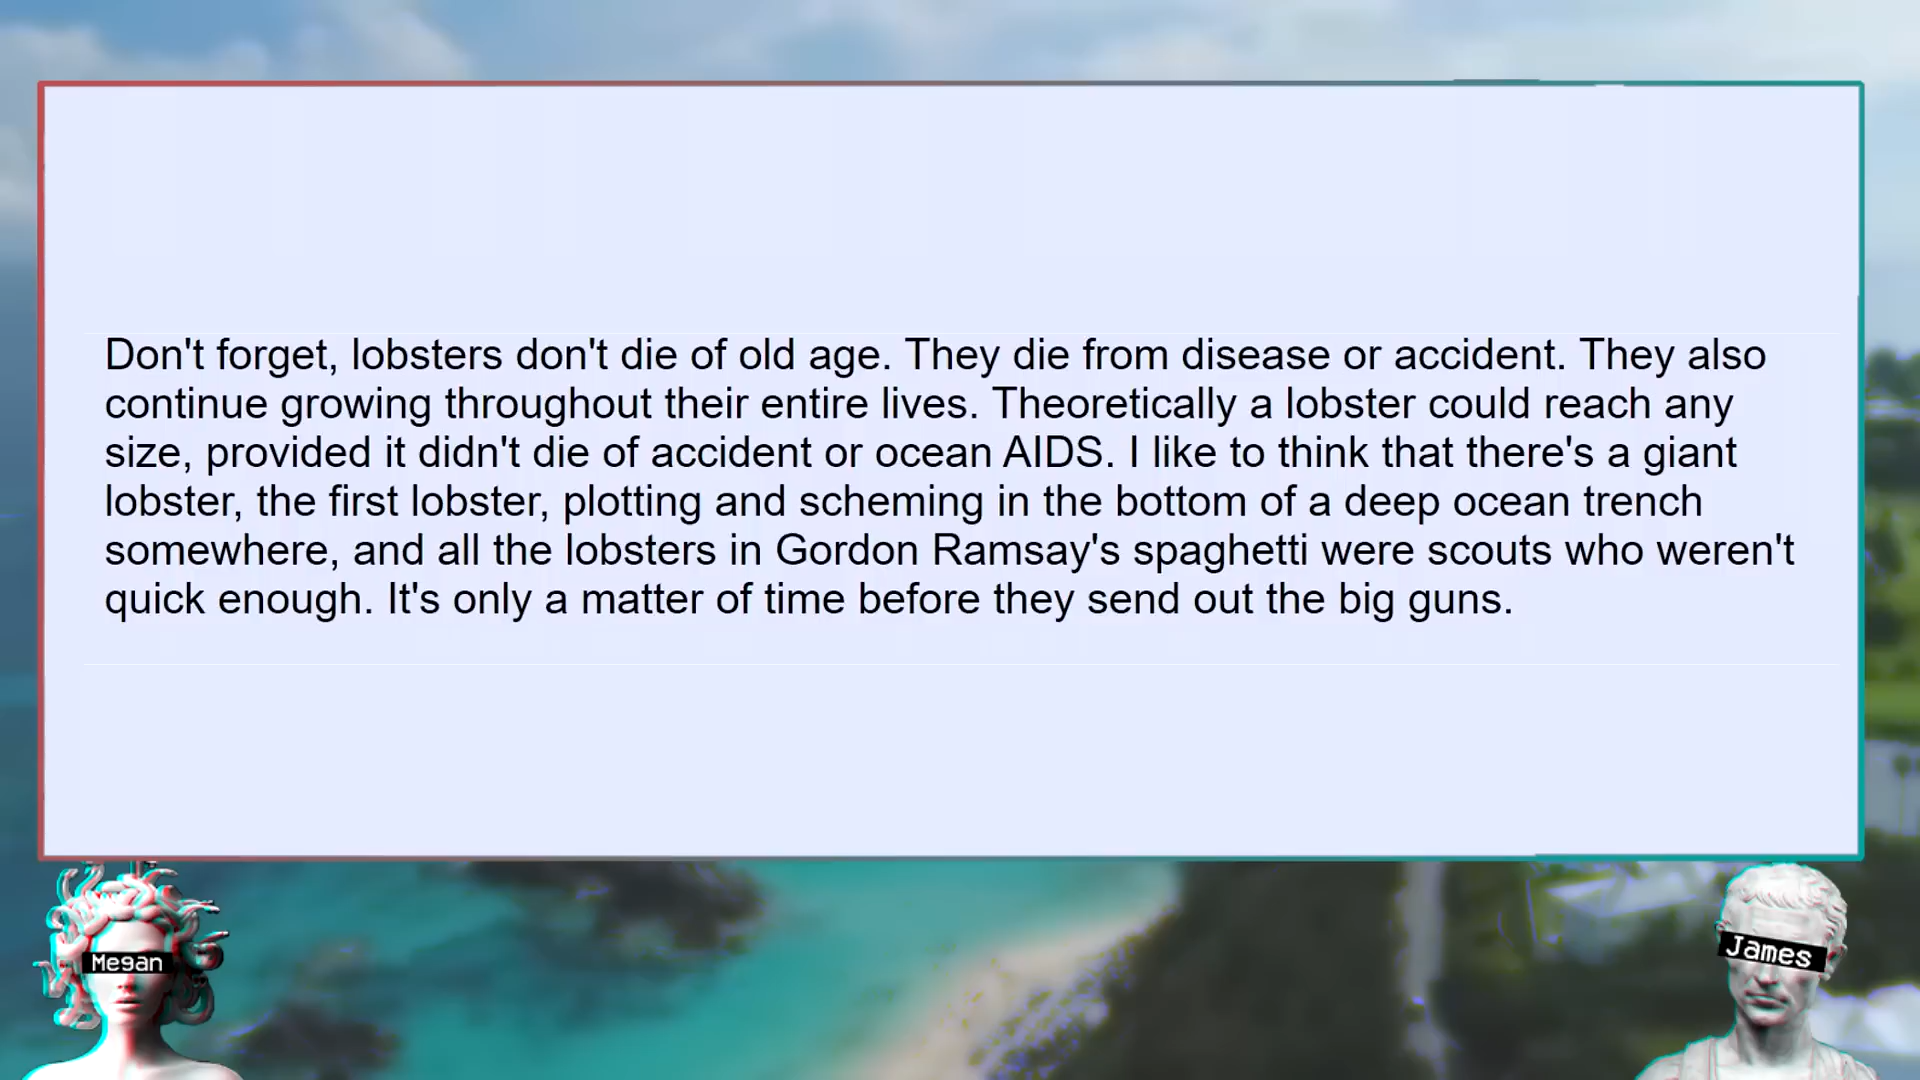 Don't forget, lobsters don't die of old age. They die from disease or accident. They also
continue growing throughout their entire lives. Theoretically a lobster could reach any
size, provided it didn't die of accident or ocean AIDS. I like to think that there's a giant
lobster, the first lobster, plotting and scheming in the bottom of a deep ocean trench
somewhere, and all the lobsters in Gordon Ramsay's spaghetti were scouts who weren't
quick enough. It's only a matter of time before they send out the big guns.
Megan
James